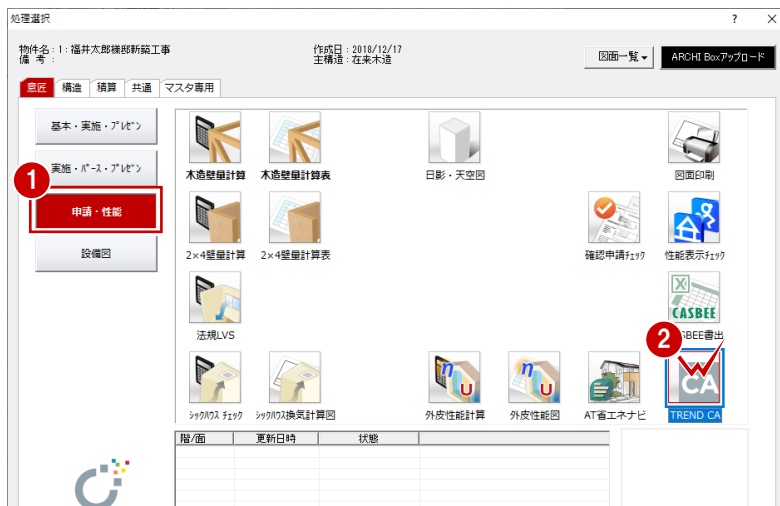 処理選択
? ×
物件名:1:福井太郎様邸新築工事
備 考 :
作成日:2018/12/17
主構造:在来木造
図面一覧▼
ARCHI Boxアップロード
意匠 構造 積算 共通 マスタ専用
基本・実施・プレゼン
実施・パース・プレゼン
1
申請・性能
設備図
木造壁量計算 木造壁量計算表 日影・天空図 図面印刷
2×4壁量計算 2×4壁量計算表 確認申請チェック 性能表示チェック
法規LVS
CASBEE
SBEE書出
2
n U
n U
CA
シックハウス チェック シックハウス換気計算図 外皮性能計算 外皮性能図 AT省エネナビ TREND CA
階/面 更新日時 状態